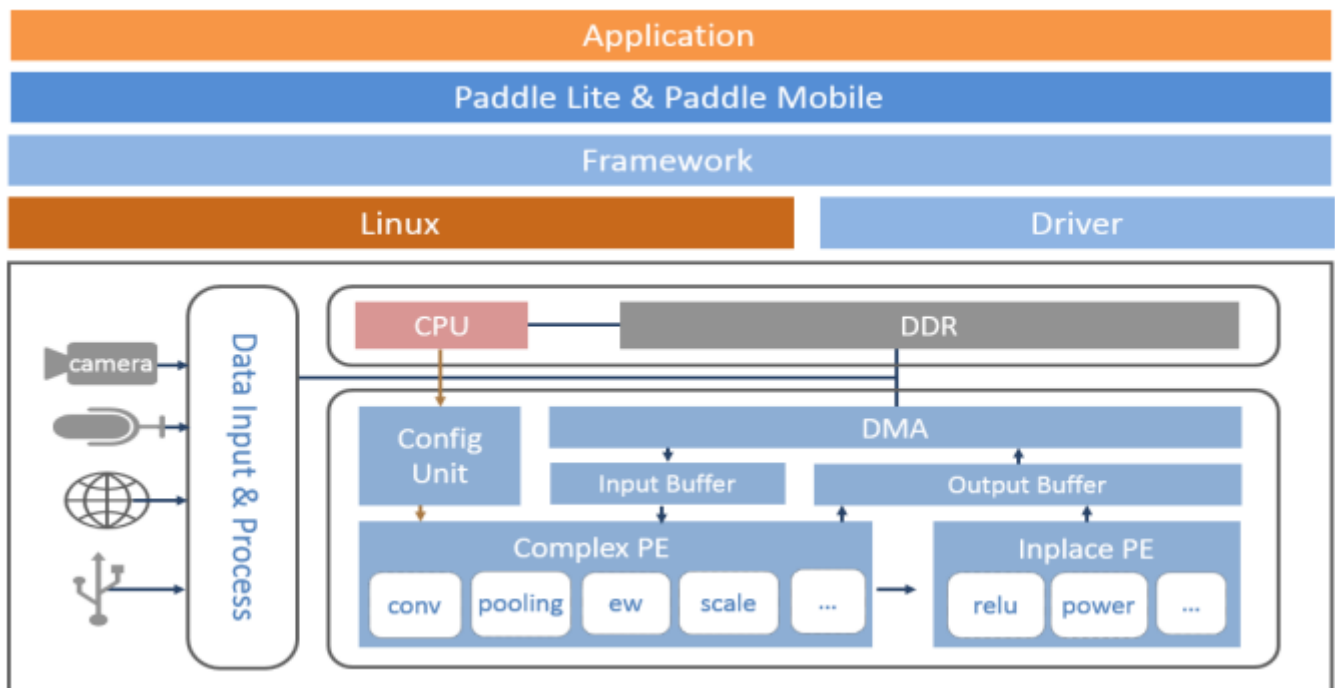 Application
Paddle Lite & Paddle Mobile
Framework
Linux
Driver
camera
Data Input & Process
CPU
DDR
Config
Unit
DMA
Input Buffer
Output Buffer
Complex PE
conv
pooling
ew
scale
...
Inplace PE
relu
power
...